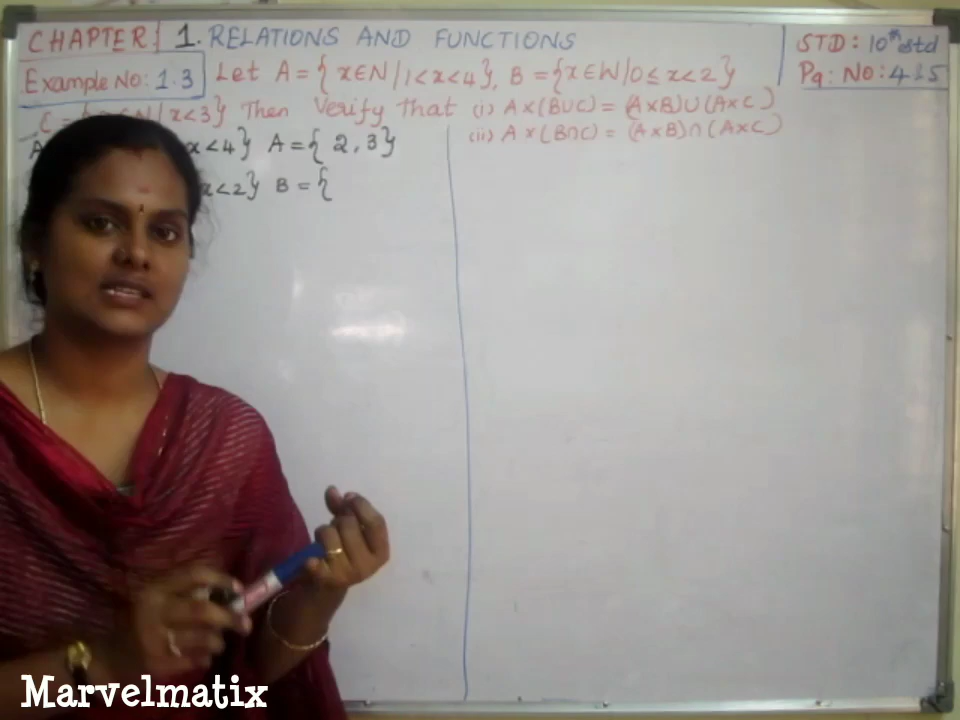 CHAPTER 1. RELATIONS AND FUNCTIONS
STD: 10th std
Pg: No: 4 & 5
Example No: 1.3 Let A = { x∈N / 1 < x < 4}, B = {x∈W / 0 ≤ x < 2}
C = { N / x < 3} Then Verify that (i) A × (B∪C) = (A×B)∪(A×C)
(ii) A × (B∩C) = (A×B)∩(A×C)
A x < 4} A = { 2, 3}
x < 2} B = {
Marvelmatix